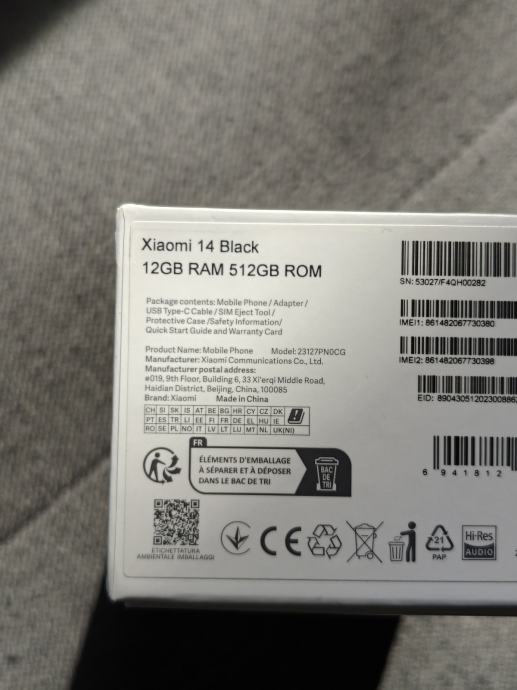 Xiaomi 14 Black
12GB RAM 512GB ROM
Package contents: Mobile Phone / Adapter /
USB Type-C Cable / SIM Eject Tool /
Protective Case /Safety Information/
Quick Start Guide and Warranty Card
Product Name: Mobile Phone Model: 23127PN0CG
Manufacturer: Xiaomi Communications Co., Ltd.
Manufacturer postal address:
#019, 9th Floor, Building 6, 33 Xi'erqi Middle Road,
Haidian District, Beijing, China, 100085
Brand: Xiaomi Made in China
CH SI SK IS AT BE BG HR CY CZ DK
PT ES TR LI EE FI FR DE EL HU IE
RO SE PL NO IT LV LT LU MT NL UK(NI)
SN: 53027/F4QH00282
IMEI1: 861482067730380
IMEI2: 861482067730398
EID: 890430512023008862
6 941812
FR
ÉLÉMENTS D'EMBALLAGE
À SÉPARER ET À DÉPOSER
DANS LE BAC DE TRI
BAC
DE
TRI
ETICHETTATURA
AMBIENTALE IMBALLAGGI
CE
21
PAP
Hi-Res
AUDIO